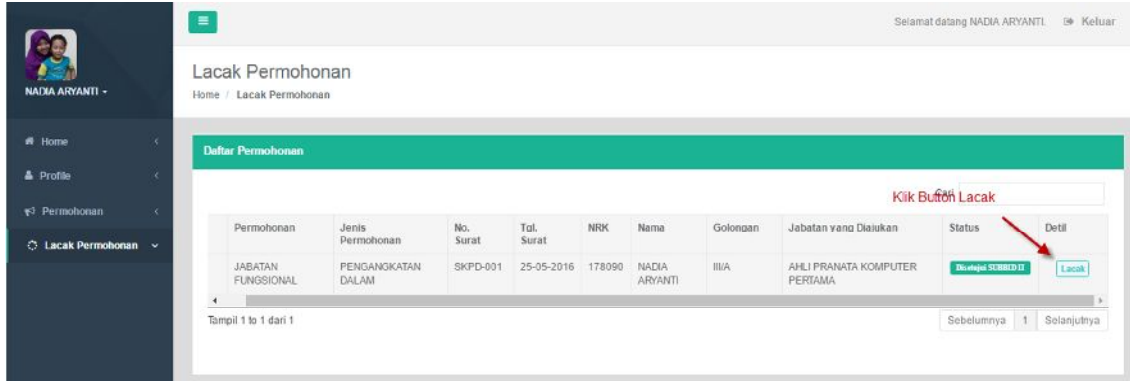 Selamat datang NADIA ARYANTI. Keluar
NADIA ARYANTI
Lacak Permohonan
Home / Lacak Permohonan
Home
Profile
Permohonan
Lacak Permohonan
Daftar Permohonan
Cari
Klik Button Lacak
Permohonan Jenis Permohonan No. Surat Tgl. Surat NRK Nama Golongan Jabatan yang Diajukan Status Detil
JABATAN FUNGSIONAL PENGANGKATAN DALAM SKPD-001 25-05-2016 178090 NADIA ARYANTI III/A AHLI PRANATA KOMPUTER PERTAMA Disetujui SUBBID II Lacak
Tampil 1 to 1 dari 1
Sebelumnya 1 Selanjutnya